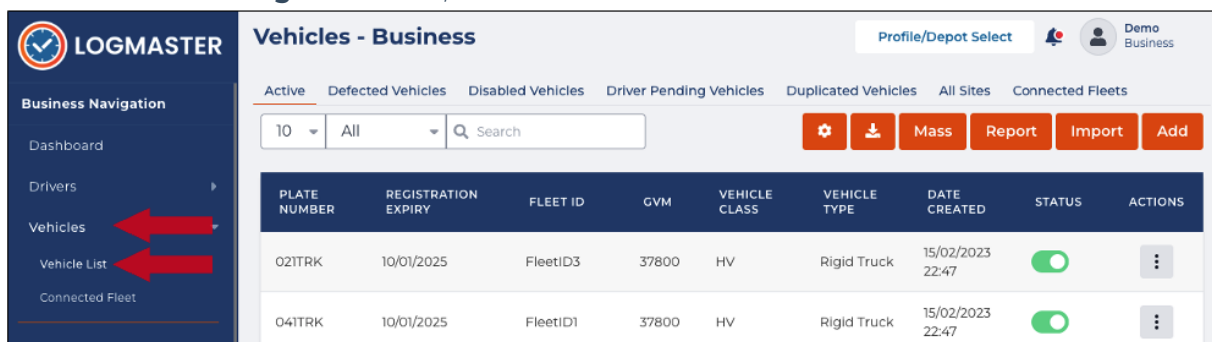 LOGMASTER
Business Navigation
Dashboard
Drivers
Vehicles
Vehicle List
Connected Fleet
Vehicles - Business
Profile/Depot Select
Demo
Business
Active Defected Vehicles Disabled Vehicles Driver Pending Vehicles Duplicated Vehicles All Sites Connected Fleets
10 All Search Mass Report Import Add
PLATE NUMBER REGISTRATION EXPIRY FLEET ID GVM VEHICLE CLASS VEHICLE TYPE DATE CREATED STATUS ACTIONS
021TRK 10/01/2025 FleetID3 37800 HV Rigid Truck 15/02/2023 22:47
041TRK 10/01/2025 FleetID1 37800 HV Rigid Truck 15/02/2023 22:47